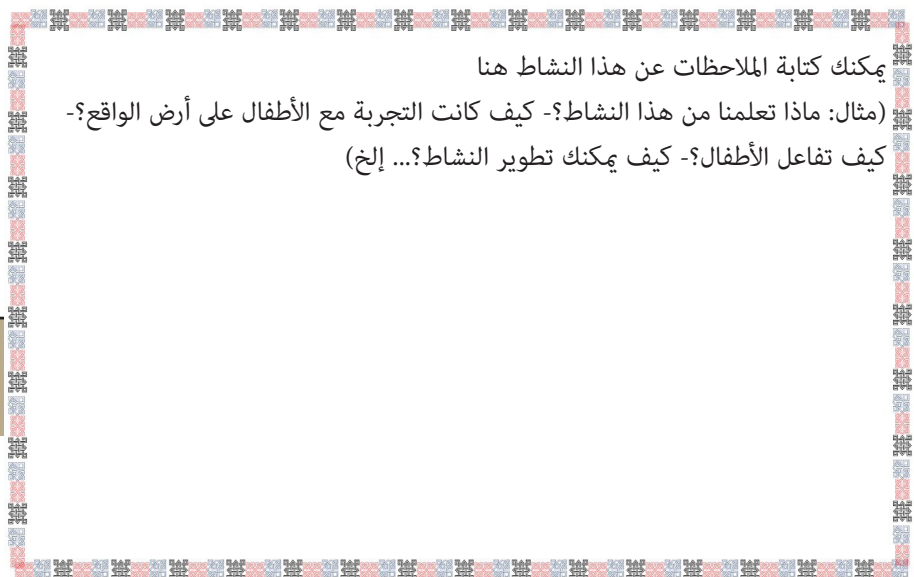 يمكنك كتابة الملاحظات عن هذا النشاط هنا
(مثال: ماذا تعلمنا من هذا النشاط؟- كيف كانت التجربة مع الأطفال على أرض الواقع؟-
كيف تفاعل الأطفال؟- كيف يمكنك تطوير النشاط؟... إلخ)